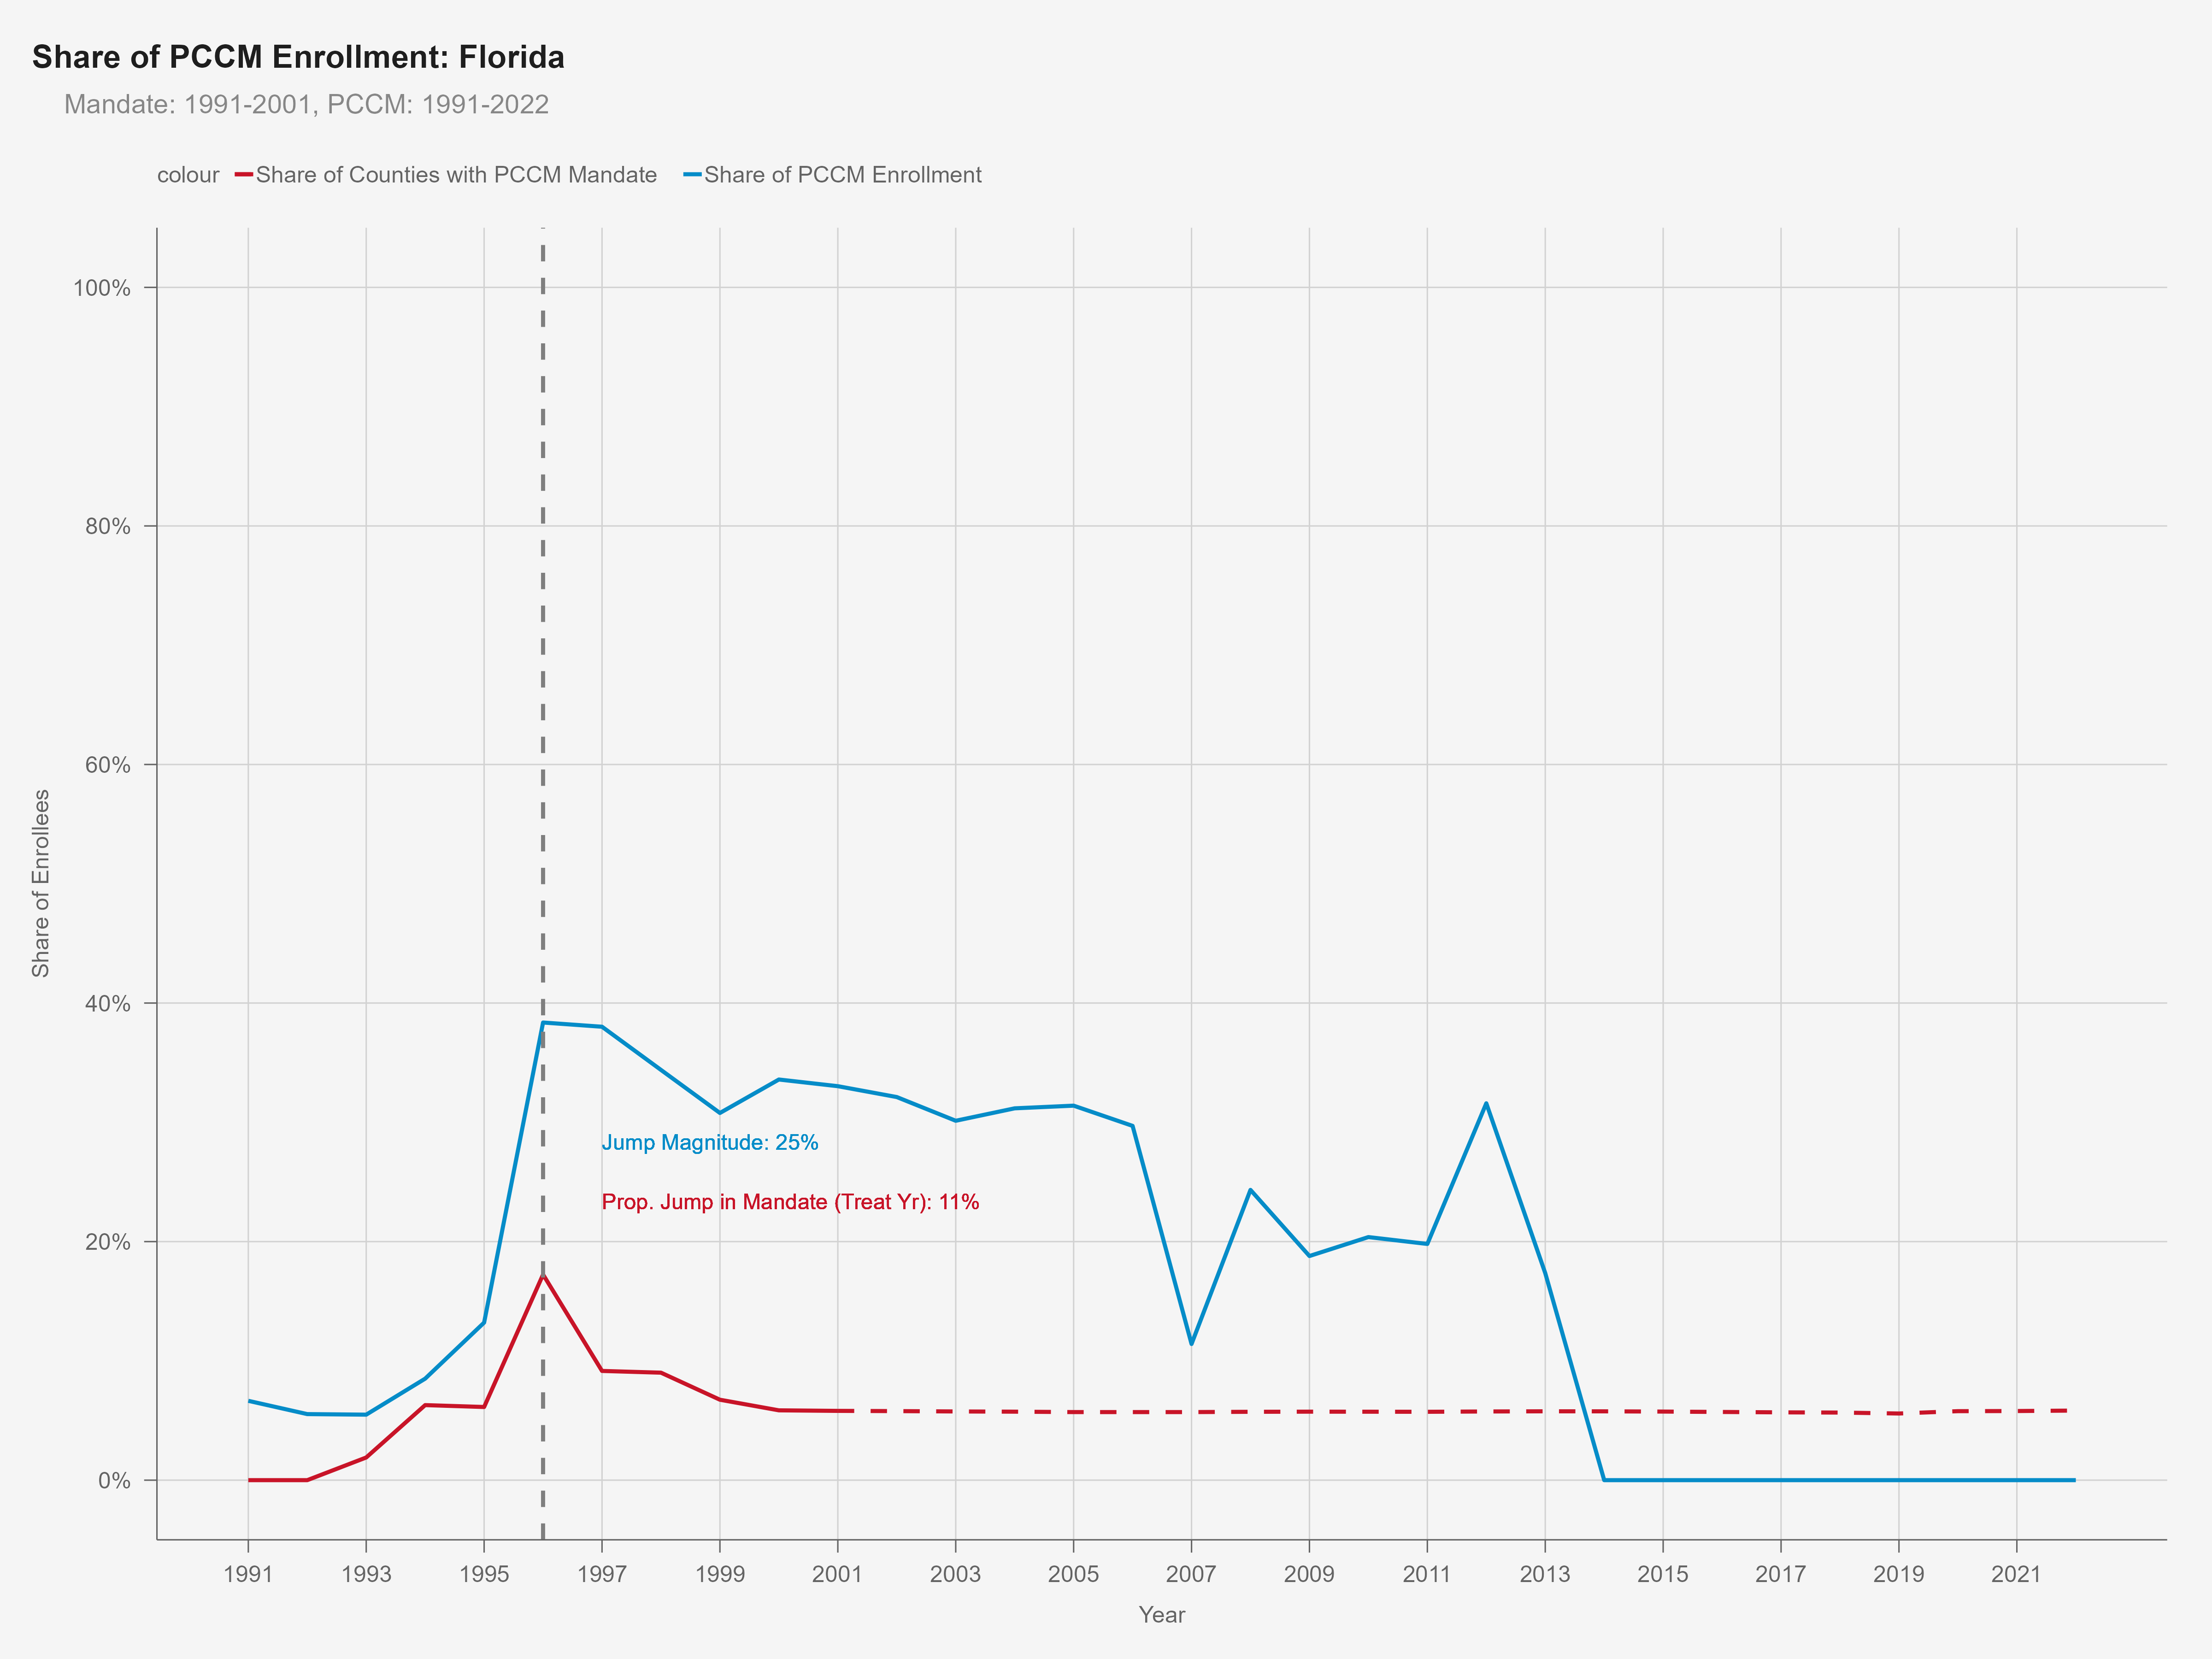 Share of PCCM Enrollment: Florida
Mandate: 1991-2001, PCCM: 1991-2022
colour Share of Counties with PCCM Mandate Share of PCCM Enrollment
100%
80%
60%
40%
20%
0%
Share of Enrollees
Jump Magnitude: 25%
Prop. Jump in Mandate (Treat Yr): 11%
1991 1993 1995 1997 1999 2001 2003 2005 2007 2009 2011 2013 2015 2017 2019 2021
Year